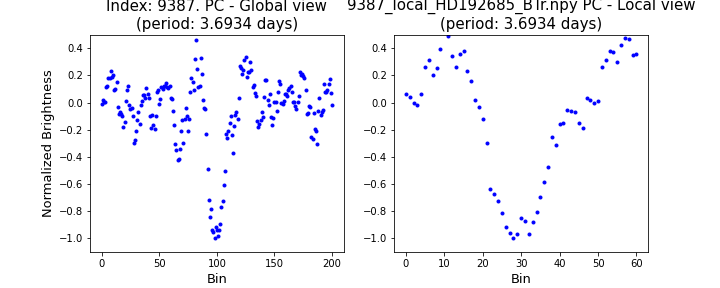 Index: 9387. PC - Global view
(period: 3.6934 days)
9387_local_HD192685_BTr.npy PC - Local view
(period: 3.6934 days)
Normalized Brightness
0.4
0.2
0.0
−0.2
−0.4
−0.6
−0.8
−1.0
0 50 100 150 200
Bin
0.4
0.2
0.0
−0.2
−0.4
−0.6
−0.8
−1.0
0 10 20 30 40 50 60
Bin